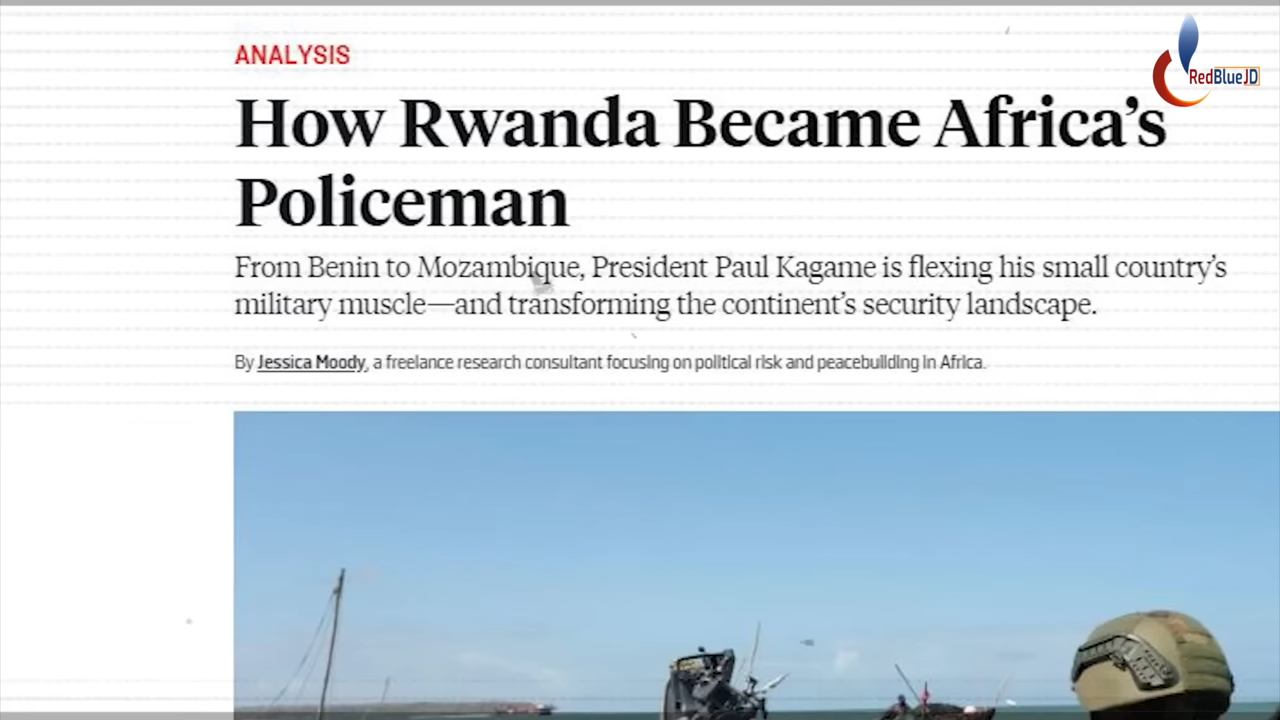 ANALYSIS
RedBlueJD
How Rwanda Became Africa’s
Policeman
From Benin to Mozambique, President Paul Kagame is flexing his small country’s
military muscle—and transforming the continent’s security landscape.
By Jessica Moody, a freelance research consultant focusing on political risk and peacebuilding in Africa.